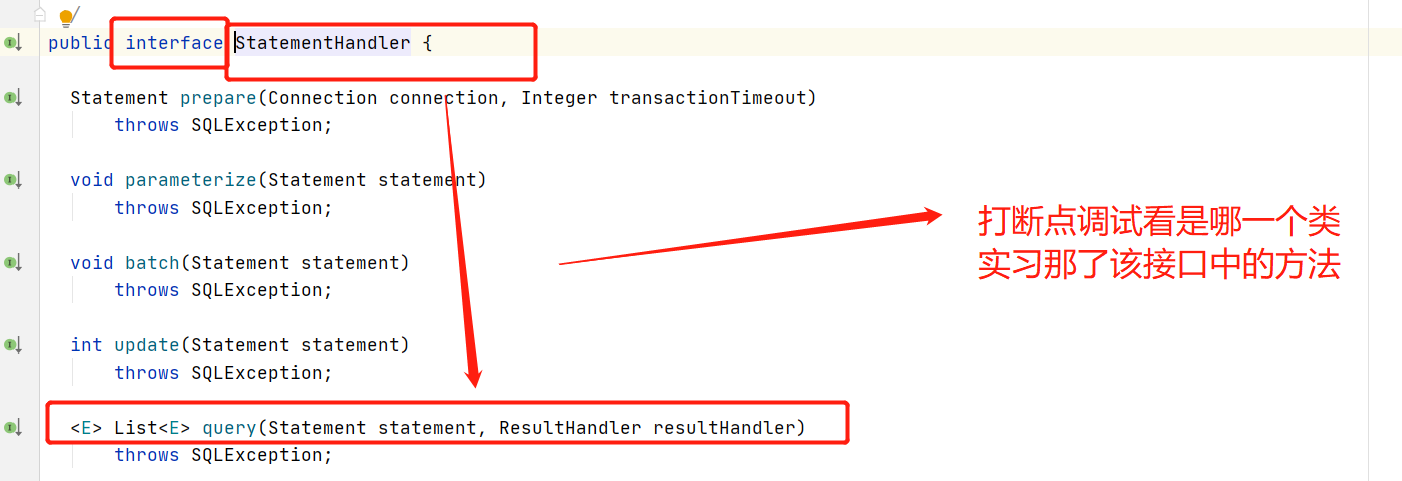 public interface StatementHandler {
Statement prepare(Connection connection, Integer transactionTimeout)
throws SQLException;
void parameterize(Statement statement)
throws SQLException;
void batch(Statement statement)
throws SQLException;
int update(Statement statement)
throws SQLException;
<E> List<E> query(Statement statement, ResultHandler resultHandler)
throws SQLException;
打断点调试看是哪一个类
实习那了该接口中的方法